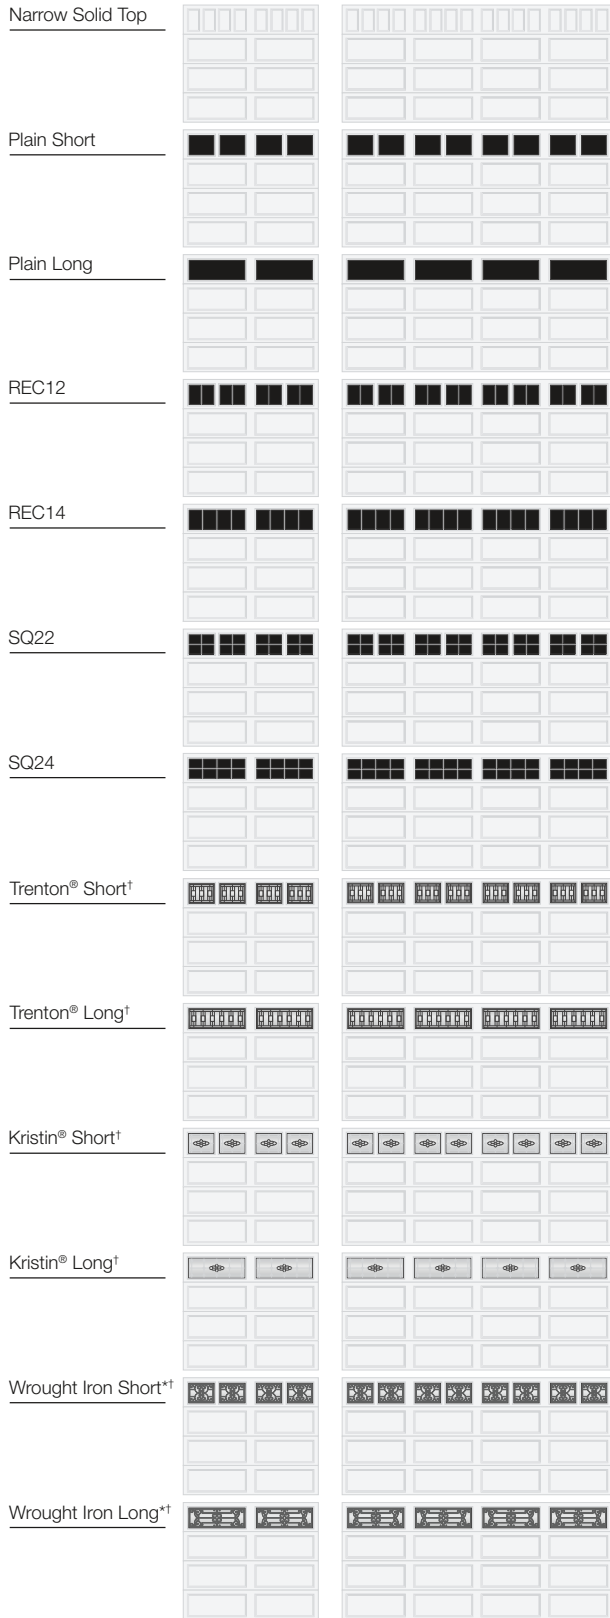 Narrow Solid Top
Plain Short
Plain Long
REC12
REC14
SQ22
SQ24
Trenton® Short†
Trenton® Long†
Kristin® Short†
Kristin® Long†
Wrought Iron Short*†
Wrought Iron Long*†